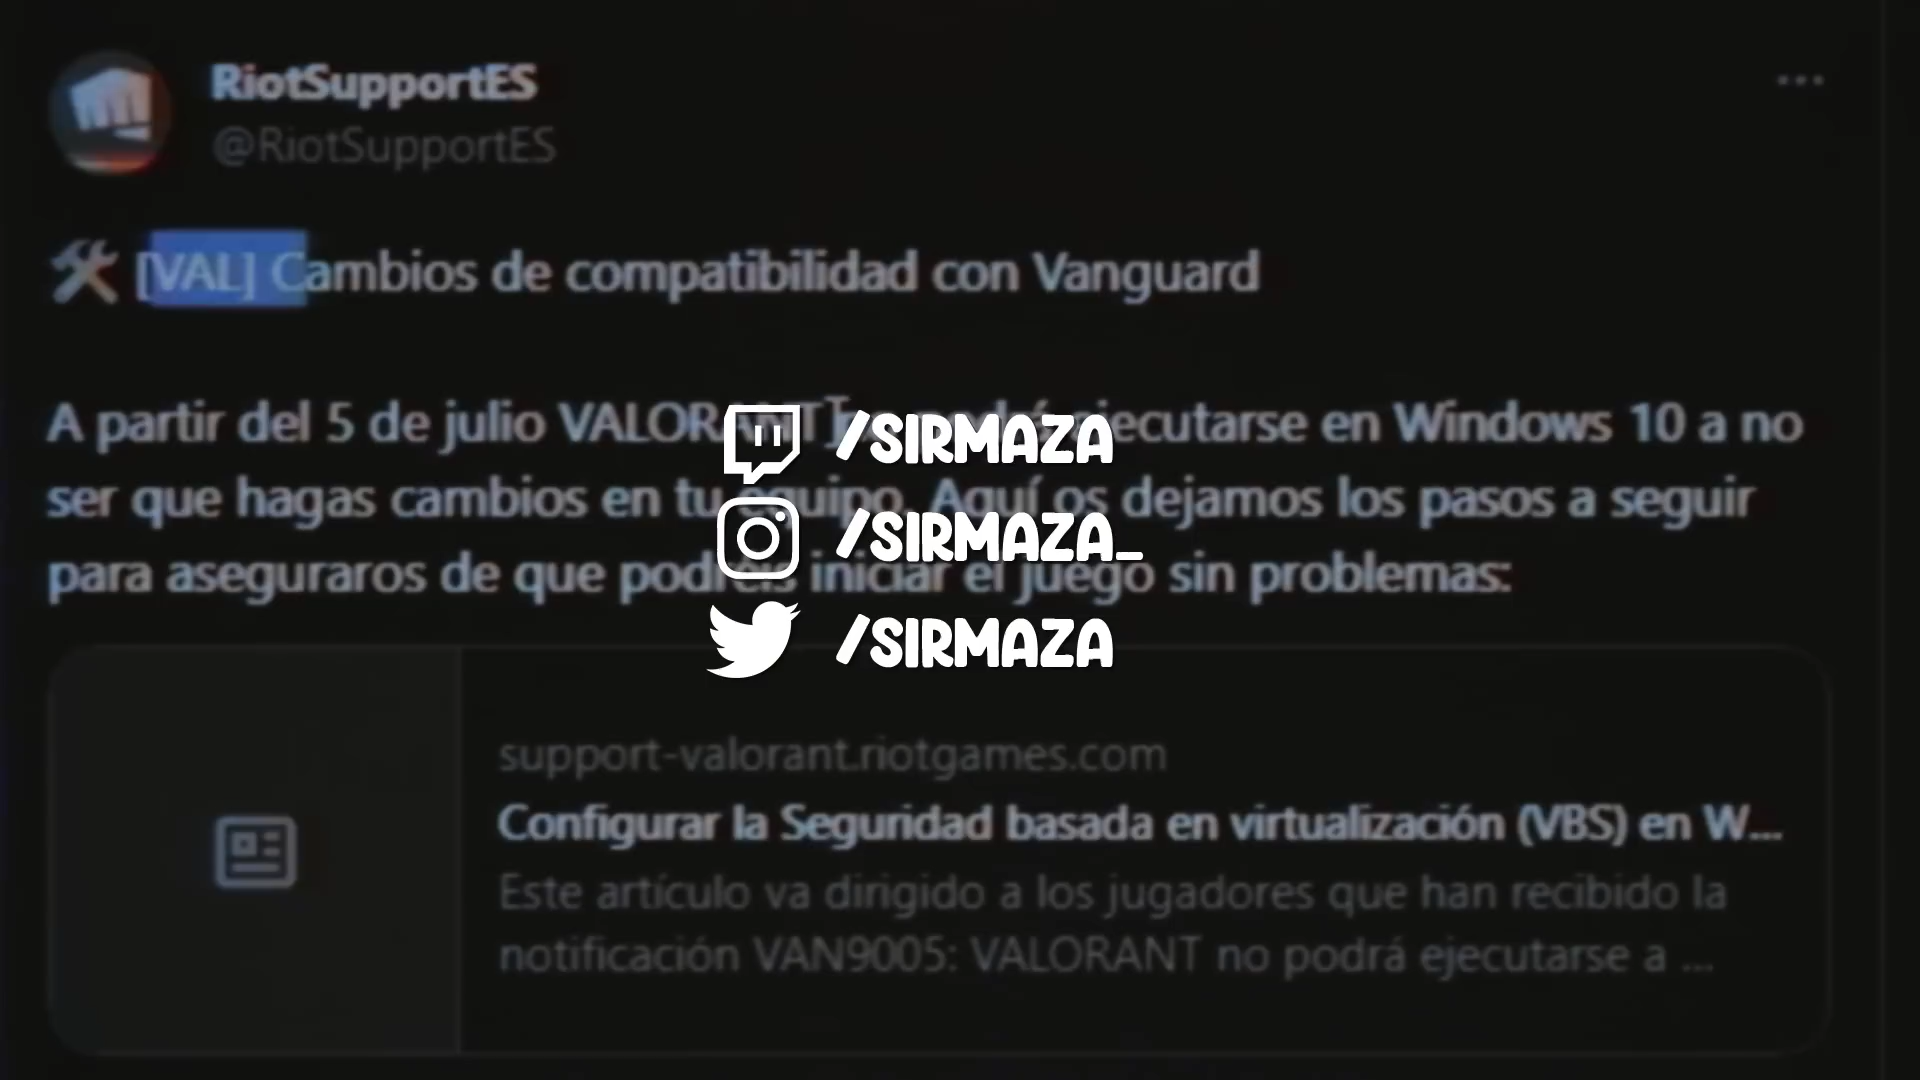 RiotSupportES
@RiotSupportES
[VAL] Cambios de compatibilidad con Vanguard
A partir del 5 de julio VALORANT no podrá ejecutarse en Windows 10 a no
ser que hagas cambios en tu equipo. Aquí os dejamos los pasos a seguir
para aseguraros de que podréis iniciar el juego sin problemas:
/SIRMAZA
/SIRMAZA_
/SIRMAZA
support-valorant.riotgames.com
Configurar la Seguridad basada en virtualización (VBS) en W...
Este artículo va dirigido a los jugadores que han recibido la
notificación VAN9005: VALORANT no podrá ejecutarse a ...